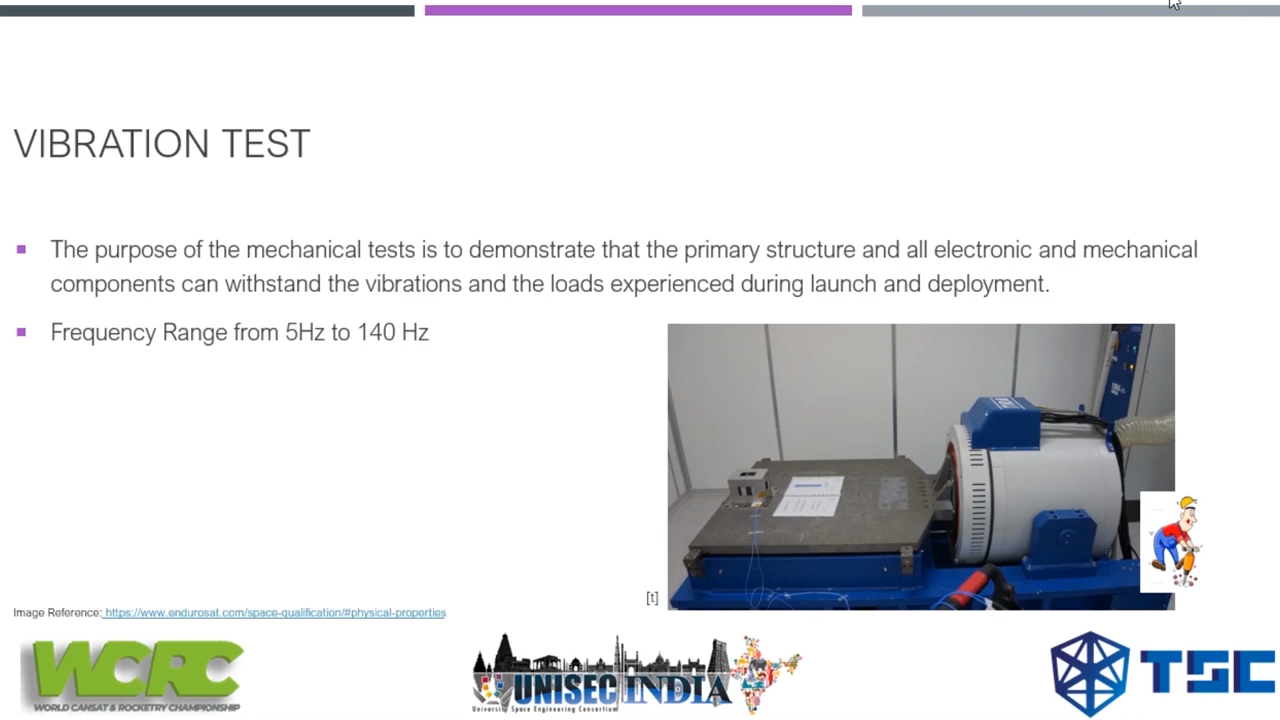 VIBRATION TEST
The purpose of the mechanical tests is to demonstrate that the primary structure and all electronic and mechanical
components can withstand the vibrations and the loads experienced during launch and deployment.
Frequency Range from 5Hz to 140 Hz
[t]
Image Reference: https://www.endurosat.com/space-qualification/#physical-properties
WCRC
WORLD CANSAT & ROCKETRY CHAMPIONSHIP
UNISEC INDIA
University Space Engineering Consortium
TSC